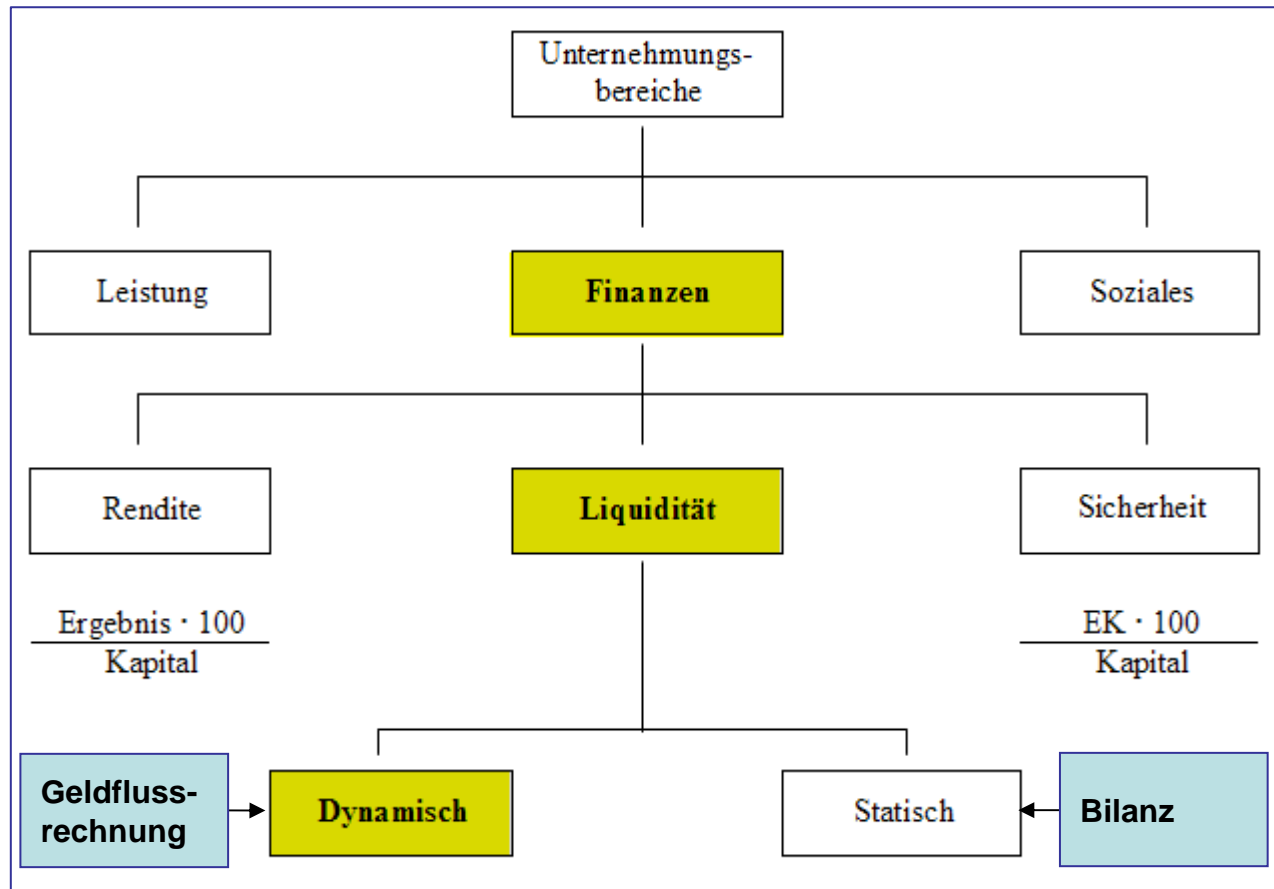 Unternehmungs-
bereiche
Leistung
Finanzen
Soziales
Rendite
Liquidität
Sicherheit
Ergebnis · 100
Kapital
EK · 100
Kapital
Geldfluss-
rechnung
Dynamisch
Statisch
Bilanz